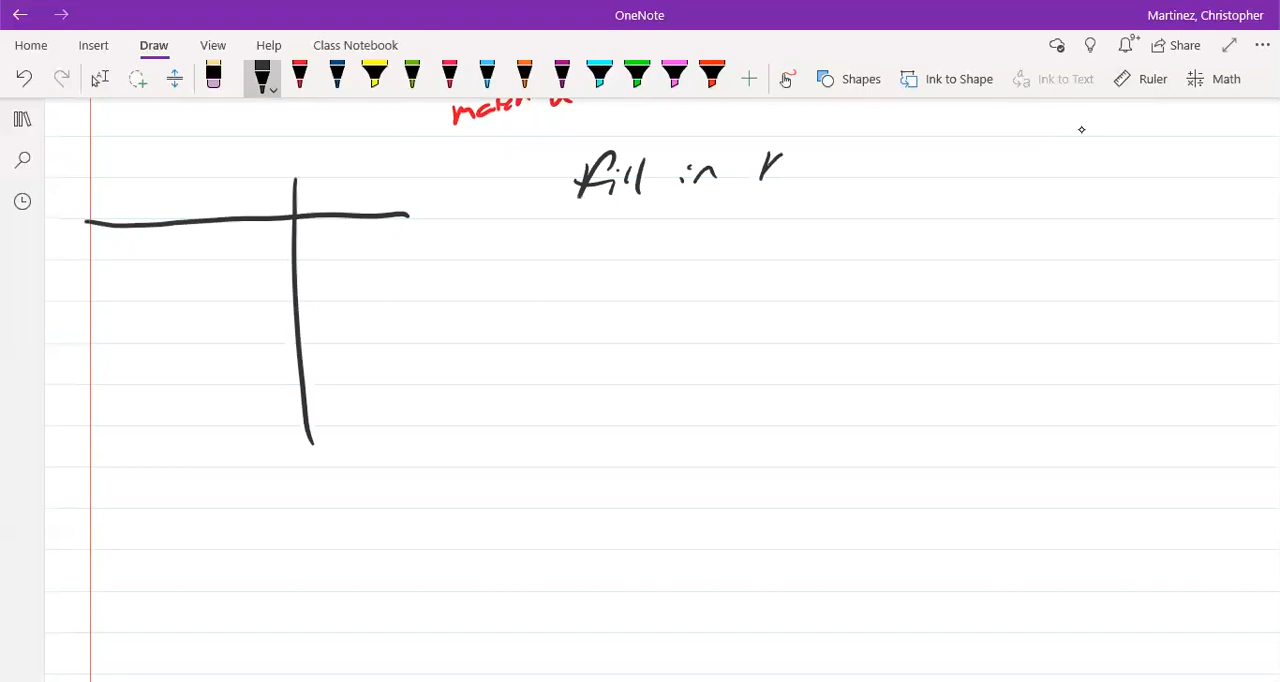 OneNote
Martinez, Christopher
Home Insert Draw View Help Class Notebook
Share
Shapes Ink to Shape Ink to Text Ruler Math
fill in r